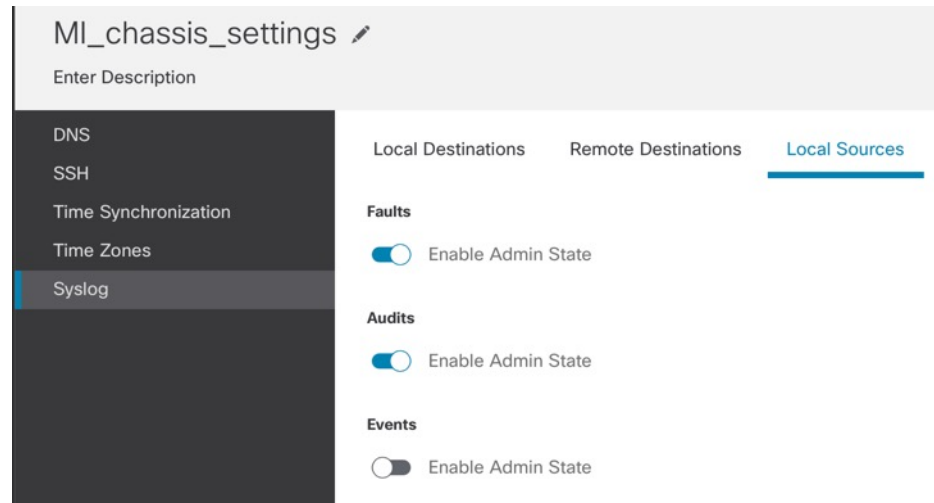 MI_chassis_settings
Enter Description
DNS
SSH
Time Synchronization
Time Zones
Syslog
Local Destinations Remote Destinations Local Sources
Faults
Enable Admin State
Audits
Enable Admin State
Events
Enable Admin State